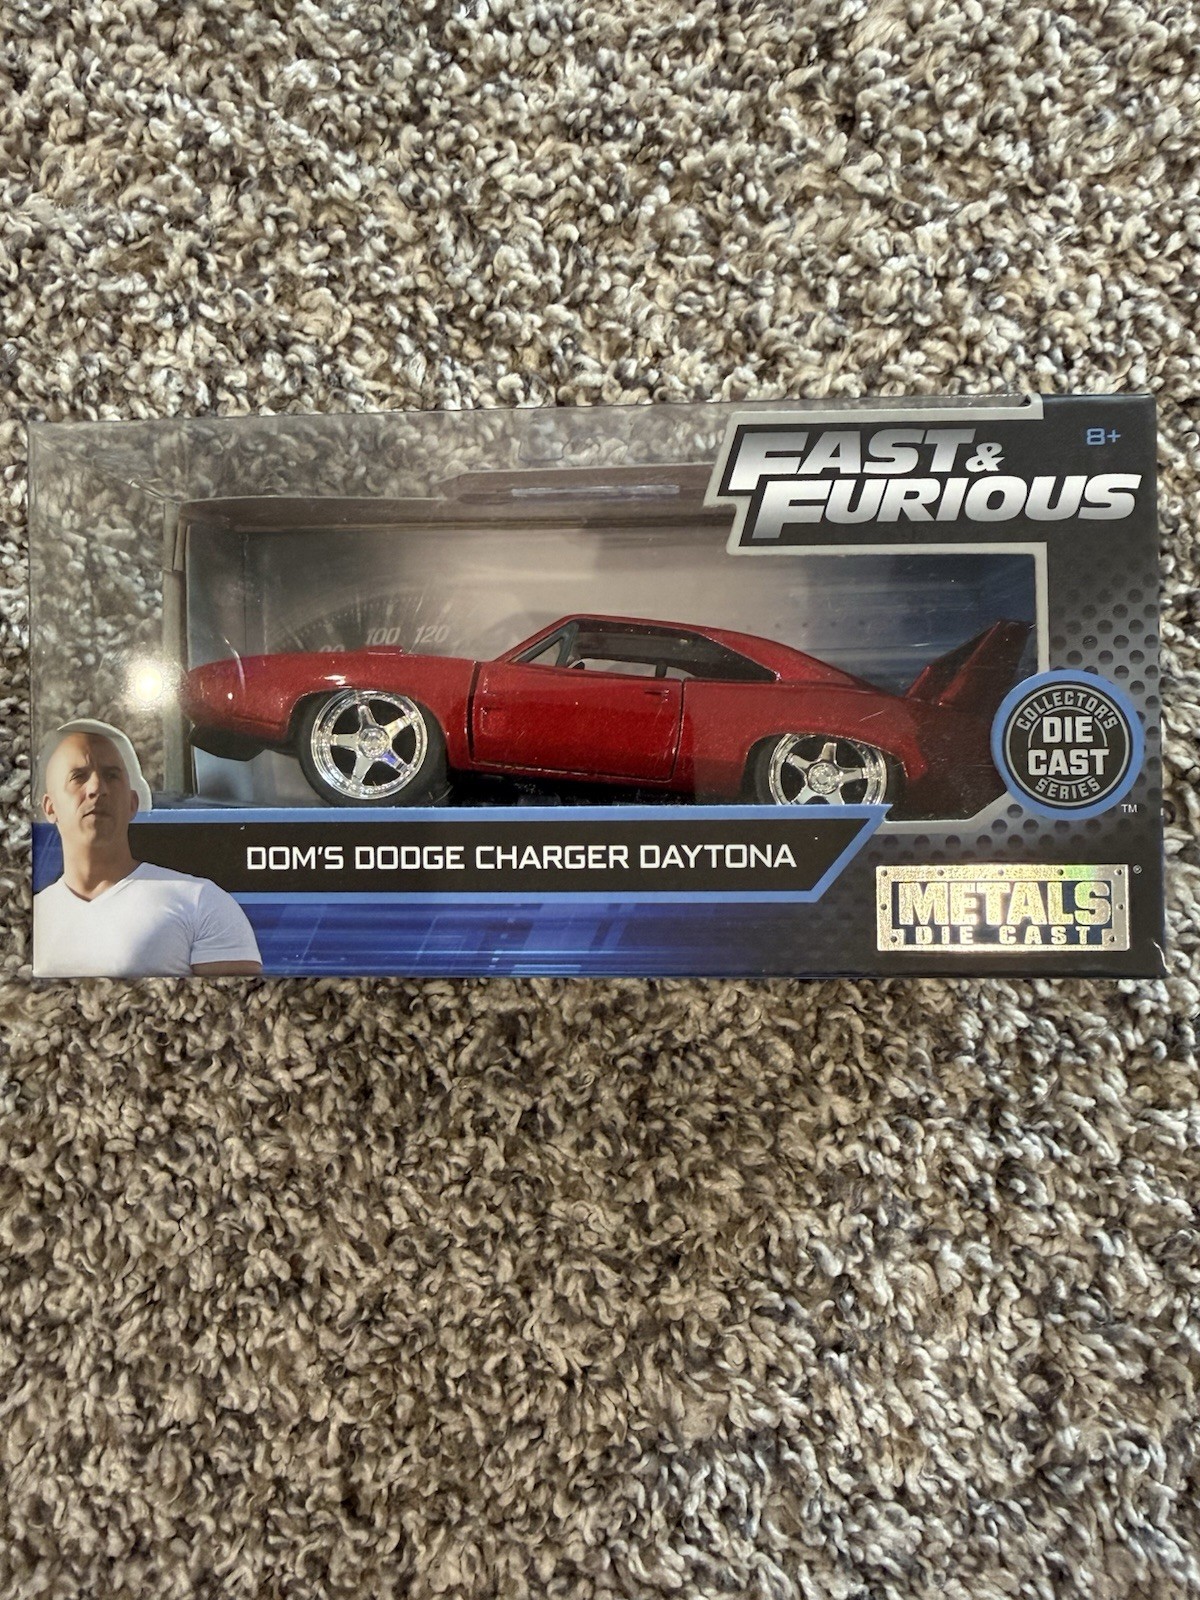 FAST &
FURIOUS
8+
100 120
COLLECTOR'S
DIE
CAST
SERIES
TM
DOM'S DODGE CHARGER DAYTONA
METALS
®
DIE CAST